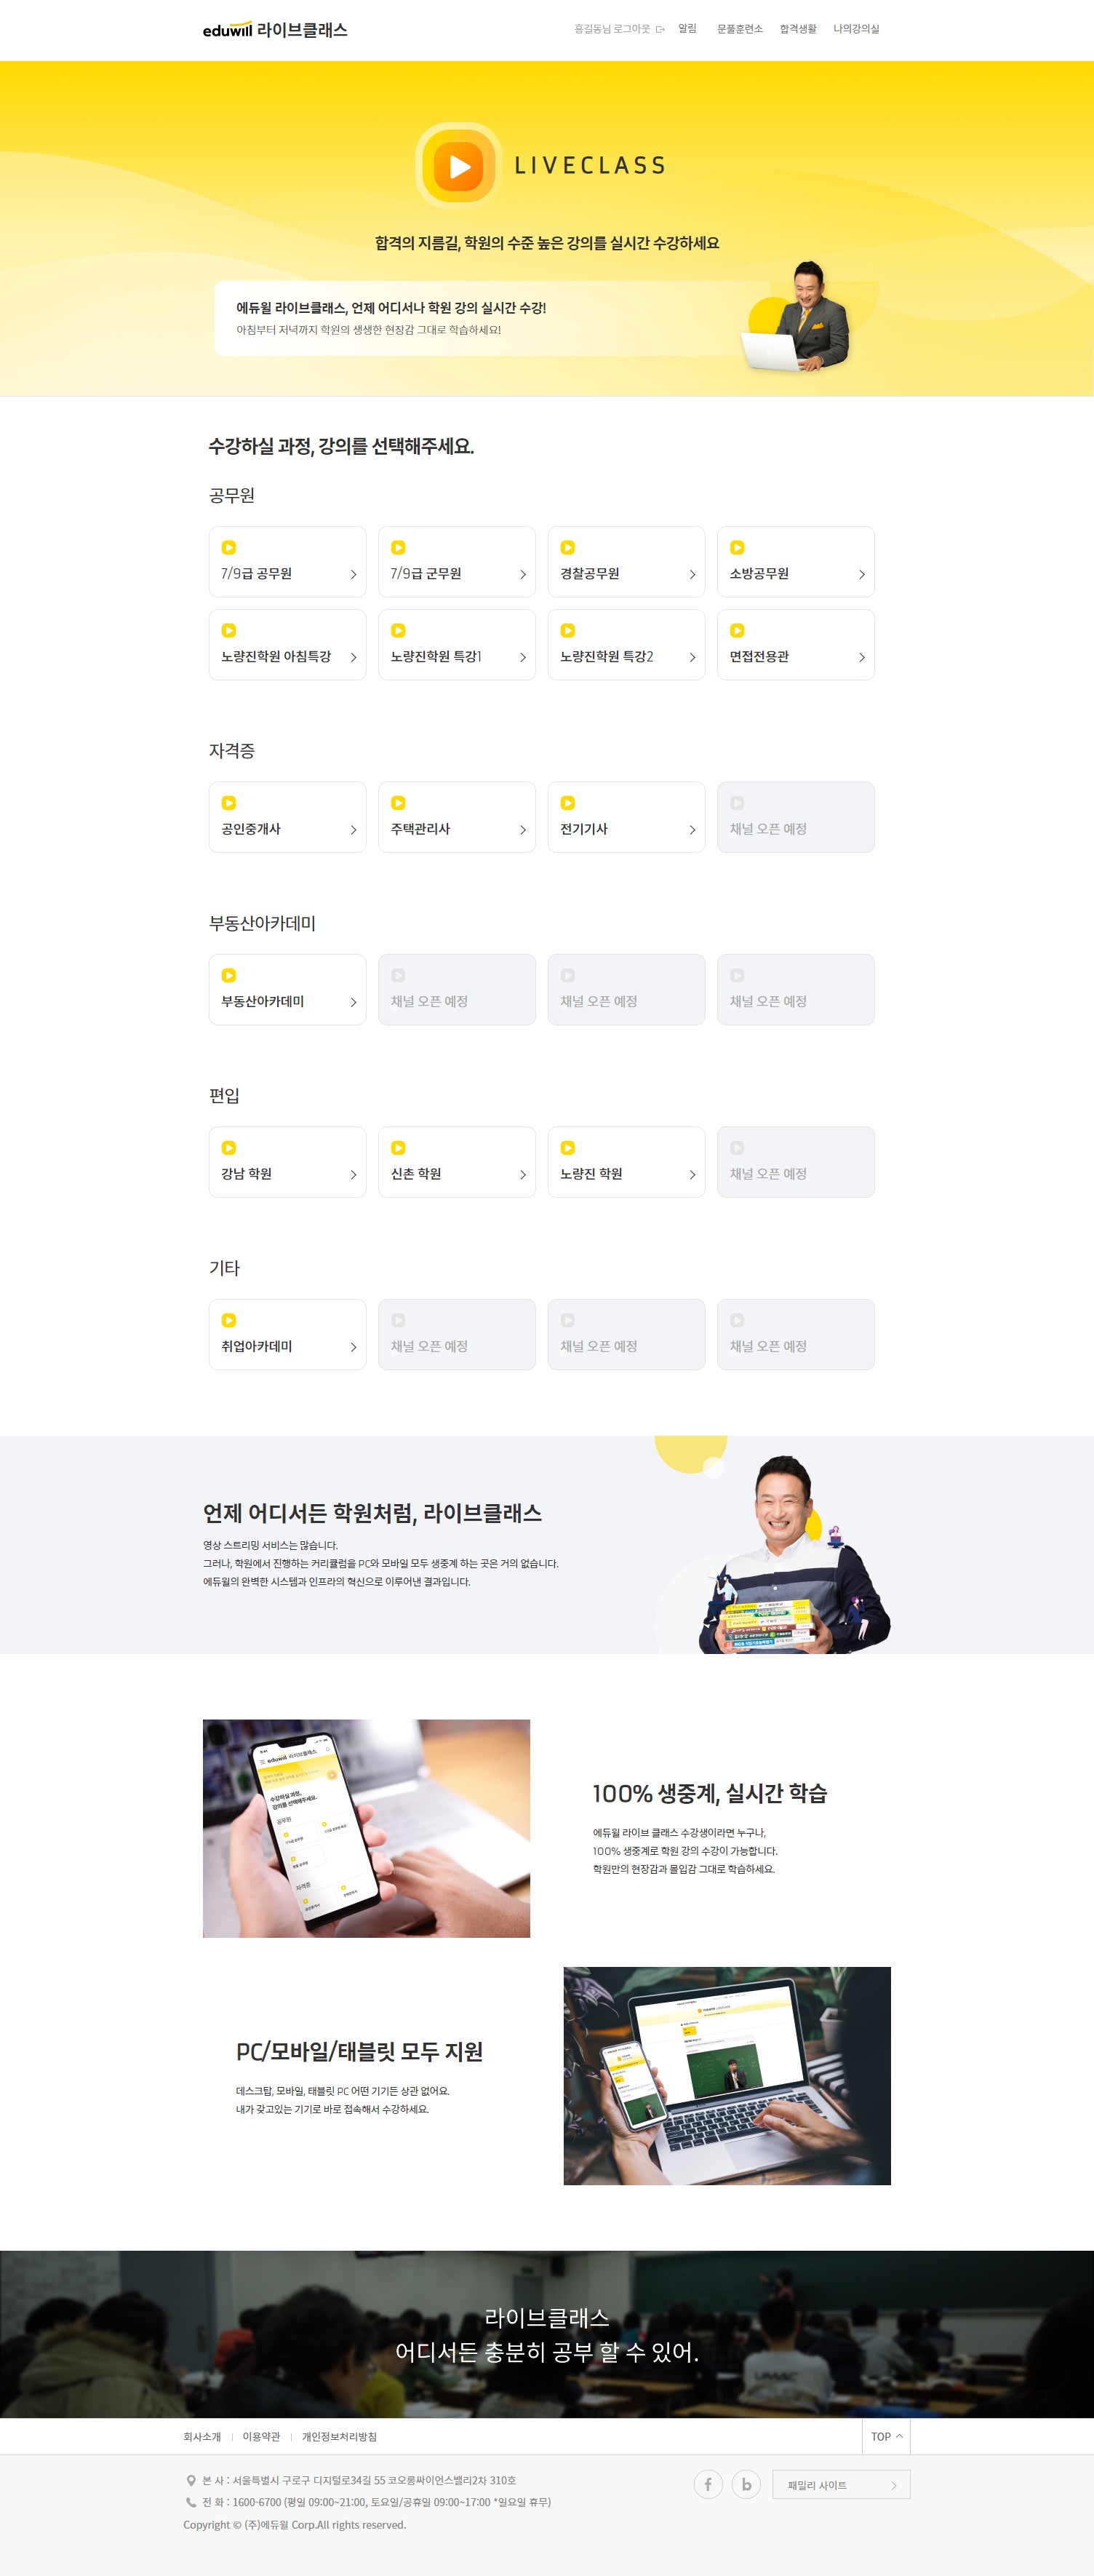 eduwill 라이브클래스
홍길동님 로그아웃 알림 문풀훈련소 합격생활 나의강의실
LIVECLASS
합격의 지름길, 학원의 수준 높은 강의를 실시간 수강하세요
에듀윌 라이브클래스, 언제 어디서나 학원 강의 실시간 수강!
아침부터 저녁까지 학원의 생생한 현장감 그대로 학습하세요!
수강하실 과정, 강의를 선택해주세요.
공무원
7/9급 공무원
7/9급 군무원
경찰공무원
소방공무원
노량진학원 아침특강
노량진학원 특강1
노량진학원 특강2
면접전용관
자격증
공인중개사
주택관리사
전기기사
채널 오픈 예정
부동산아카데미
부동산아카데미
채널 오픈 예정
채널 오픈 예정
채널 오픈 예정
편입
강남 학원
신촌 학원
노량진 학원
채널 오픈 예정
기타
취업아카데미
채널 오픈 예정
채널 오픈 예정
채널 오픈 예정
언제 어디서든 학원처럼, 라이브클래스
영상 스트리밍 서비스는 많습니다.
그러나, 학원에서 진행하는 커리큘럼을 PC와 모바일 모두 생중계 하는 곳은 거의 없습니다.
에듀윌의 완벽한 시스템과 인프라의 혁신으로 이루어낸 결과입니다.
eduwill 라이브클래스
수강하실 과정,
강의를 선택해주세요.
공무원
자격증
100% 생중계, 실시간 학습
에듀윌 라이브 클래스 수강생이라면 누구나,
100% 생중계로 학원 강의 수강이 가능합니다.
학원만의 현장감과 몰입감 그대로 학습하세요.
PC/모바일/태블릿 모두 지원
데스크탑, 모바일, 태블릿 PC 어떤 기기든 상관 없어요.
내가 갖고있는 기기로 바로 접속해서 수강하세요.
라이브클래스
어디서든 충분히 공부 할 수 있어.
회사소개 이용약관 개인정보처리방침
TOP
본 사 : 서울특별시 구로구 디지털로34길 55 코오롱싸이언스밸리2차 310호
패밀리 사이트
전 화 : 1600-6700 (평일 09:00~21:00, 토요일/공휴일 09:00~17:00 *일요일 휴무)
Copyright © (주)에듀윌 Corp.All rights reserved.